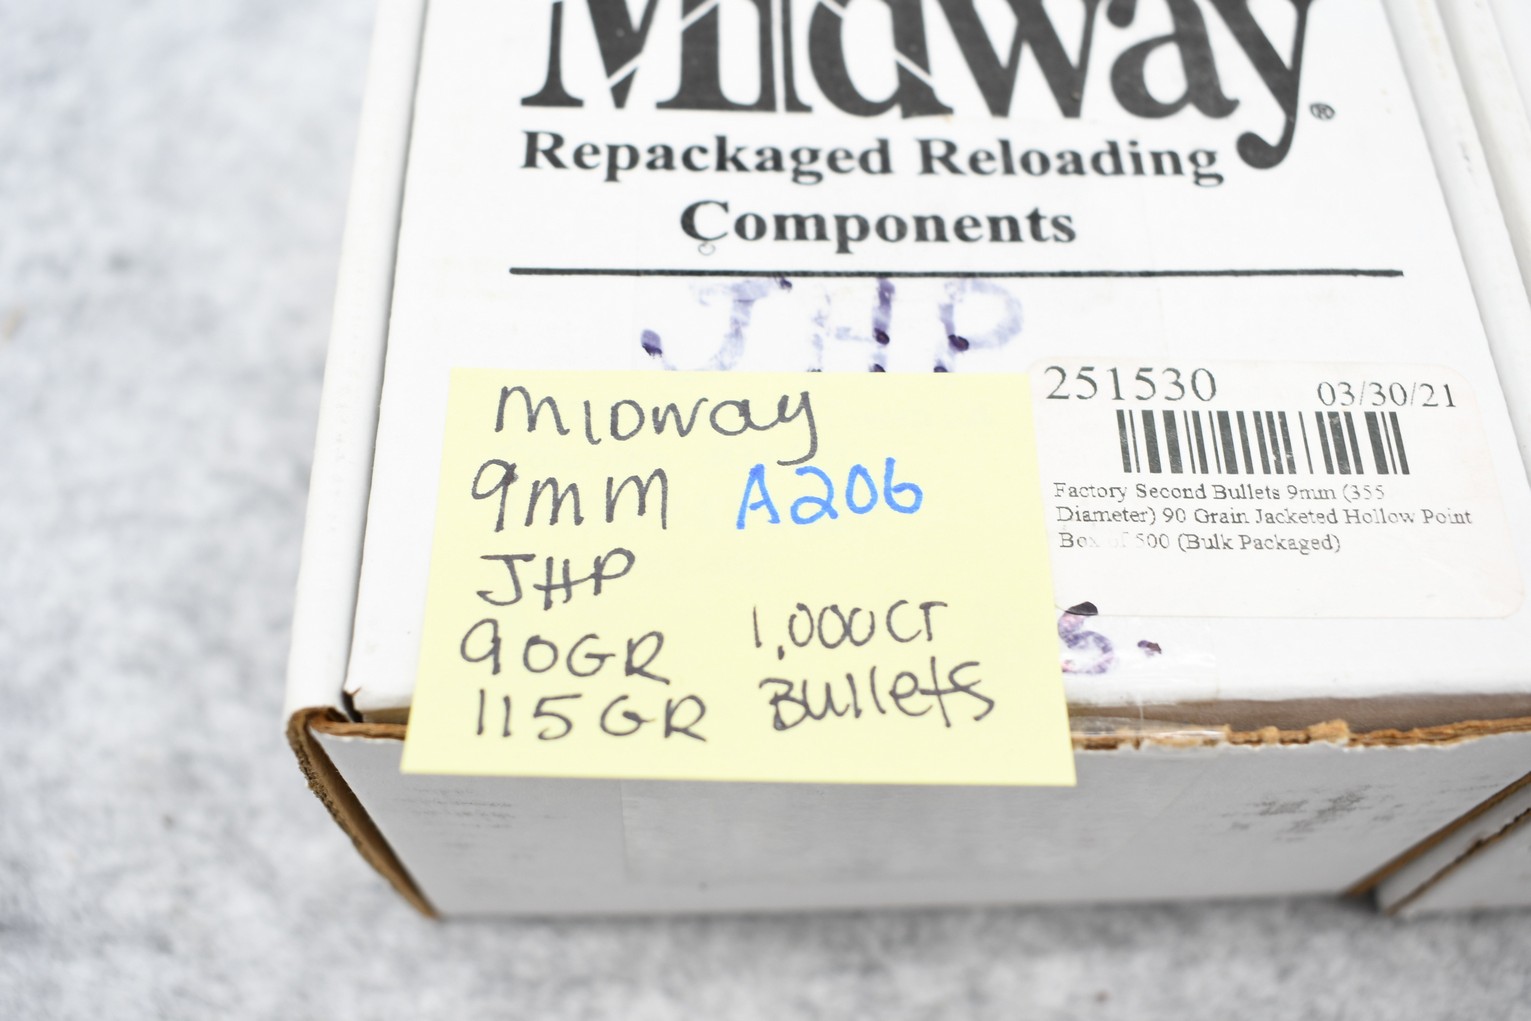 Midway®
Repackaged Reloading
Components
JHP
MIDWay
9MM A206
JHP
90GR 1,000CT
115GR Bullets
251530 03/30/21
Factory Second Bullets 9mm (355
Diameter) 90 Grain Jacketed Hollow Point
Box of 500 (Bulk Packaged)
S.